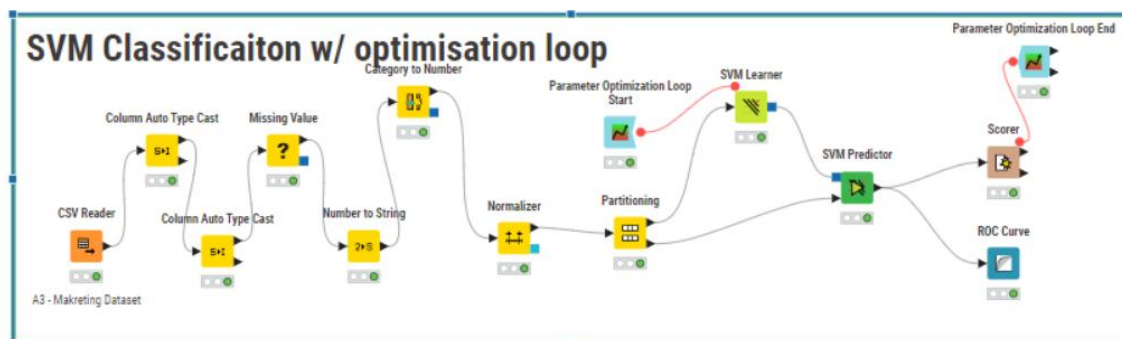 SVM Classificaiton w/ optimisation loop
Parameter Optimization Loop End
Category to Number
Parameter Optimization Loop
Start
SVM Learner
Column Auto Type Cast
Missing Value
S▸I
?
Scorer
SVM Predictor
CSV Reader
Column Auto Type Cast
Number to String
Normalizer
Partitioning
ROC Curve
S▸I
2▸S
A3 - Makreting Dataset